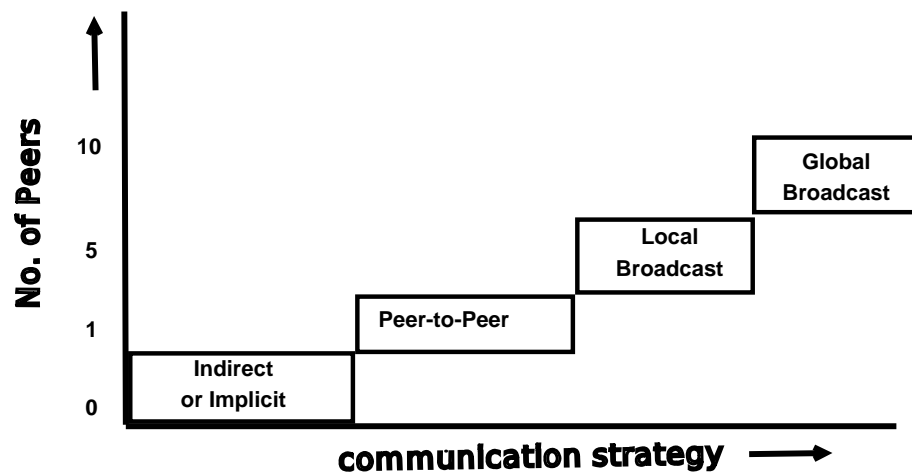 No. of Peers
10
5
1
0
Global
Broadcast
Local
Broadcast
Peer-to-Peer
Indirect
or Implicit
communication strategy